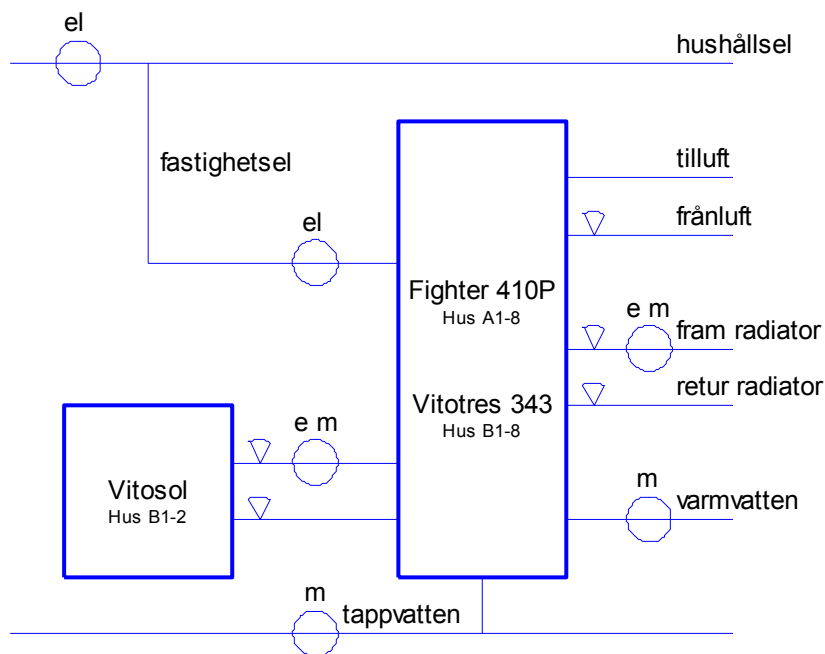 el
hushållsel
fastighetsel
tilluft
frånluft
el
Fighter 410P
Hus A1-8
e m
fram radiator
retur radiator
Vitotres 343
Hus B1-8
e m
Vitosol
Hus B1-2
m
varmvatten
m
tappvatten